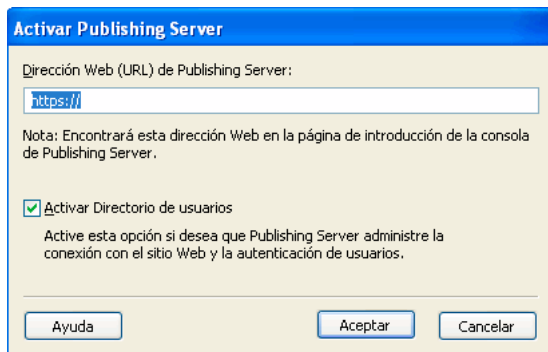 Activar Publishing Server
Dirección Web (URL) de Publishing Server:
https://
Nota: Encontrará esta dirección Web en la página de introducción de la consola
de Publishing Server.
Activar Directorio de usuarios
Active esta opción si desea que Publishing Server administre la
conexión con el sitio Web y la autenticación de usuarios.
Ayuda Aceptar Cancelar